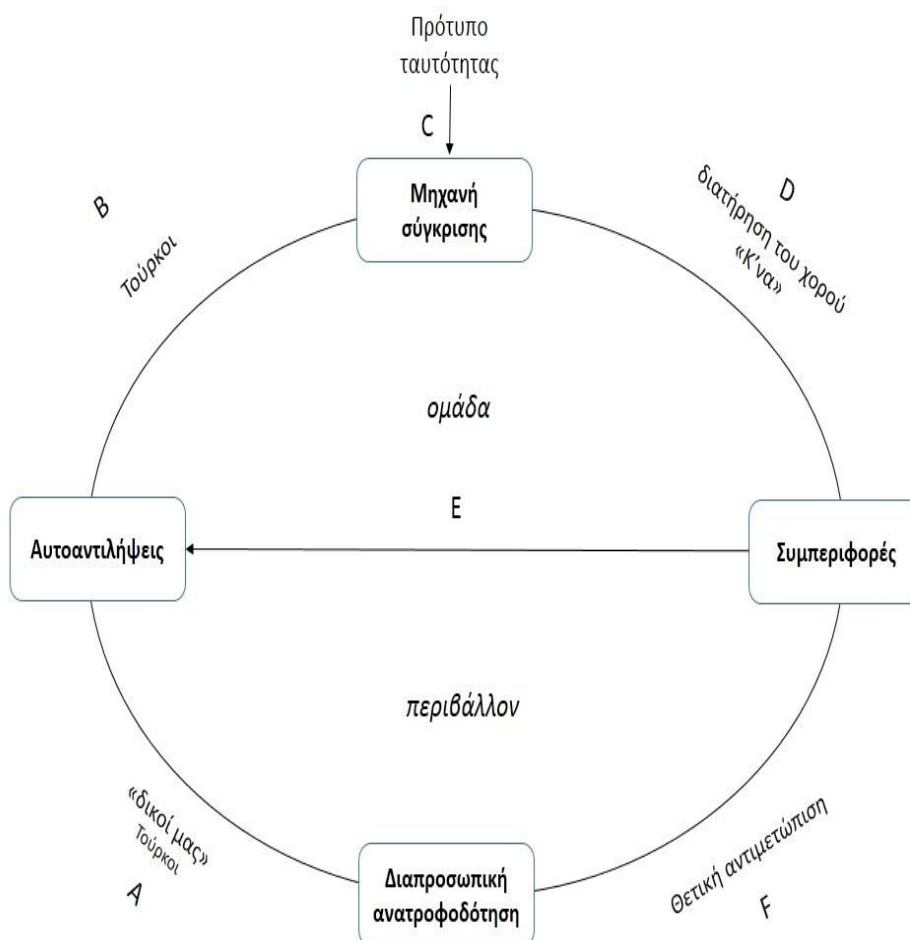 Πρότυπο
ταυτότητας
C
Μηχανή
σύγκρισης
B
Τούρκοι
D
διατήρηση του χορού
«Κ'να»
ομάδα
E
Αυτοαντιλήψεις
Συμπεριφορές
περιβάλλον
«δικοί μας»
Τούρκοι
A
Διαπροσωπική
ανατροφοδότηση
Θετική αντιμετώπιση
F